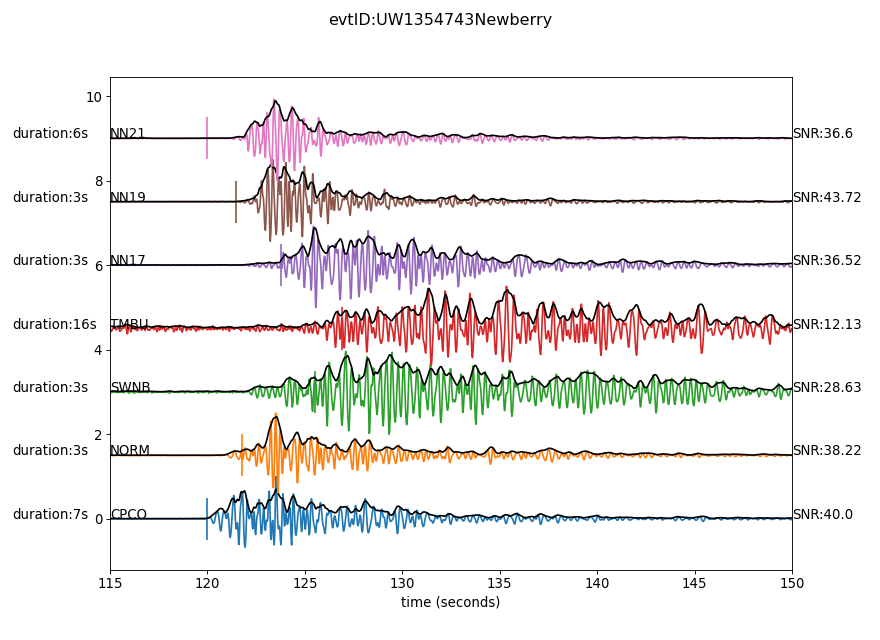 evtID:UW1354743Newberry
10
duration:6s NN21 SNR:36.6
8
duration:3s NN19 SNR:43.72
duration:3s NN17 SNR:36.52
6
duration:16s TMBU SNR:12.13
4
duration:3s SWNB SNR:28.63
2
duration:3s NORM SNR:38.22
duration:7s CPCO SNR:40.0
0
115 120 125 130 135 140 145 150
time (seconds)